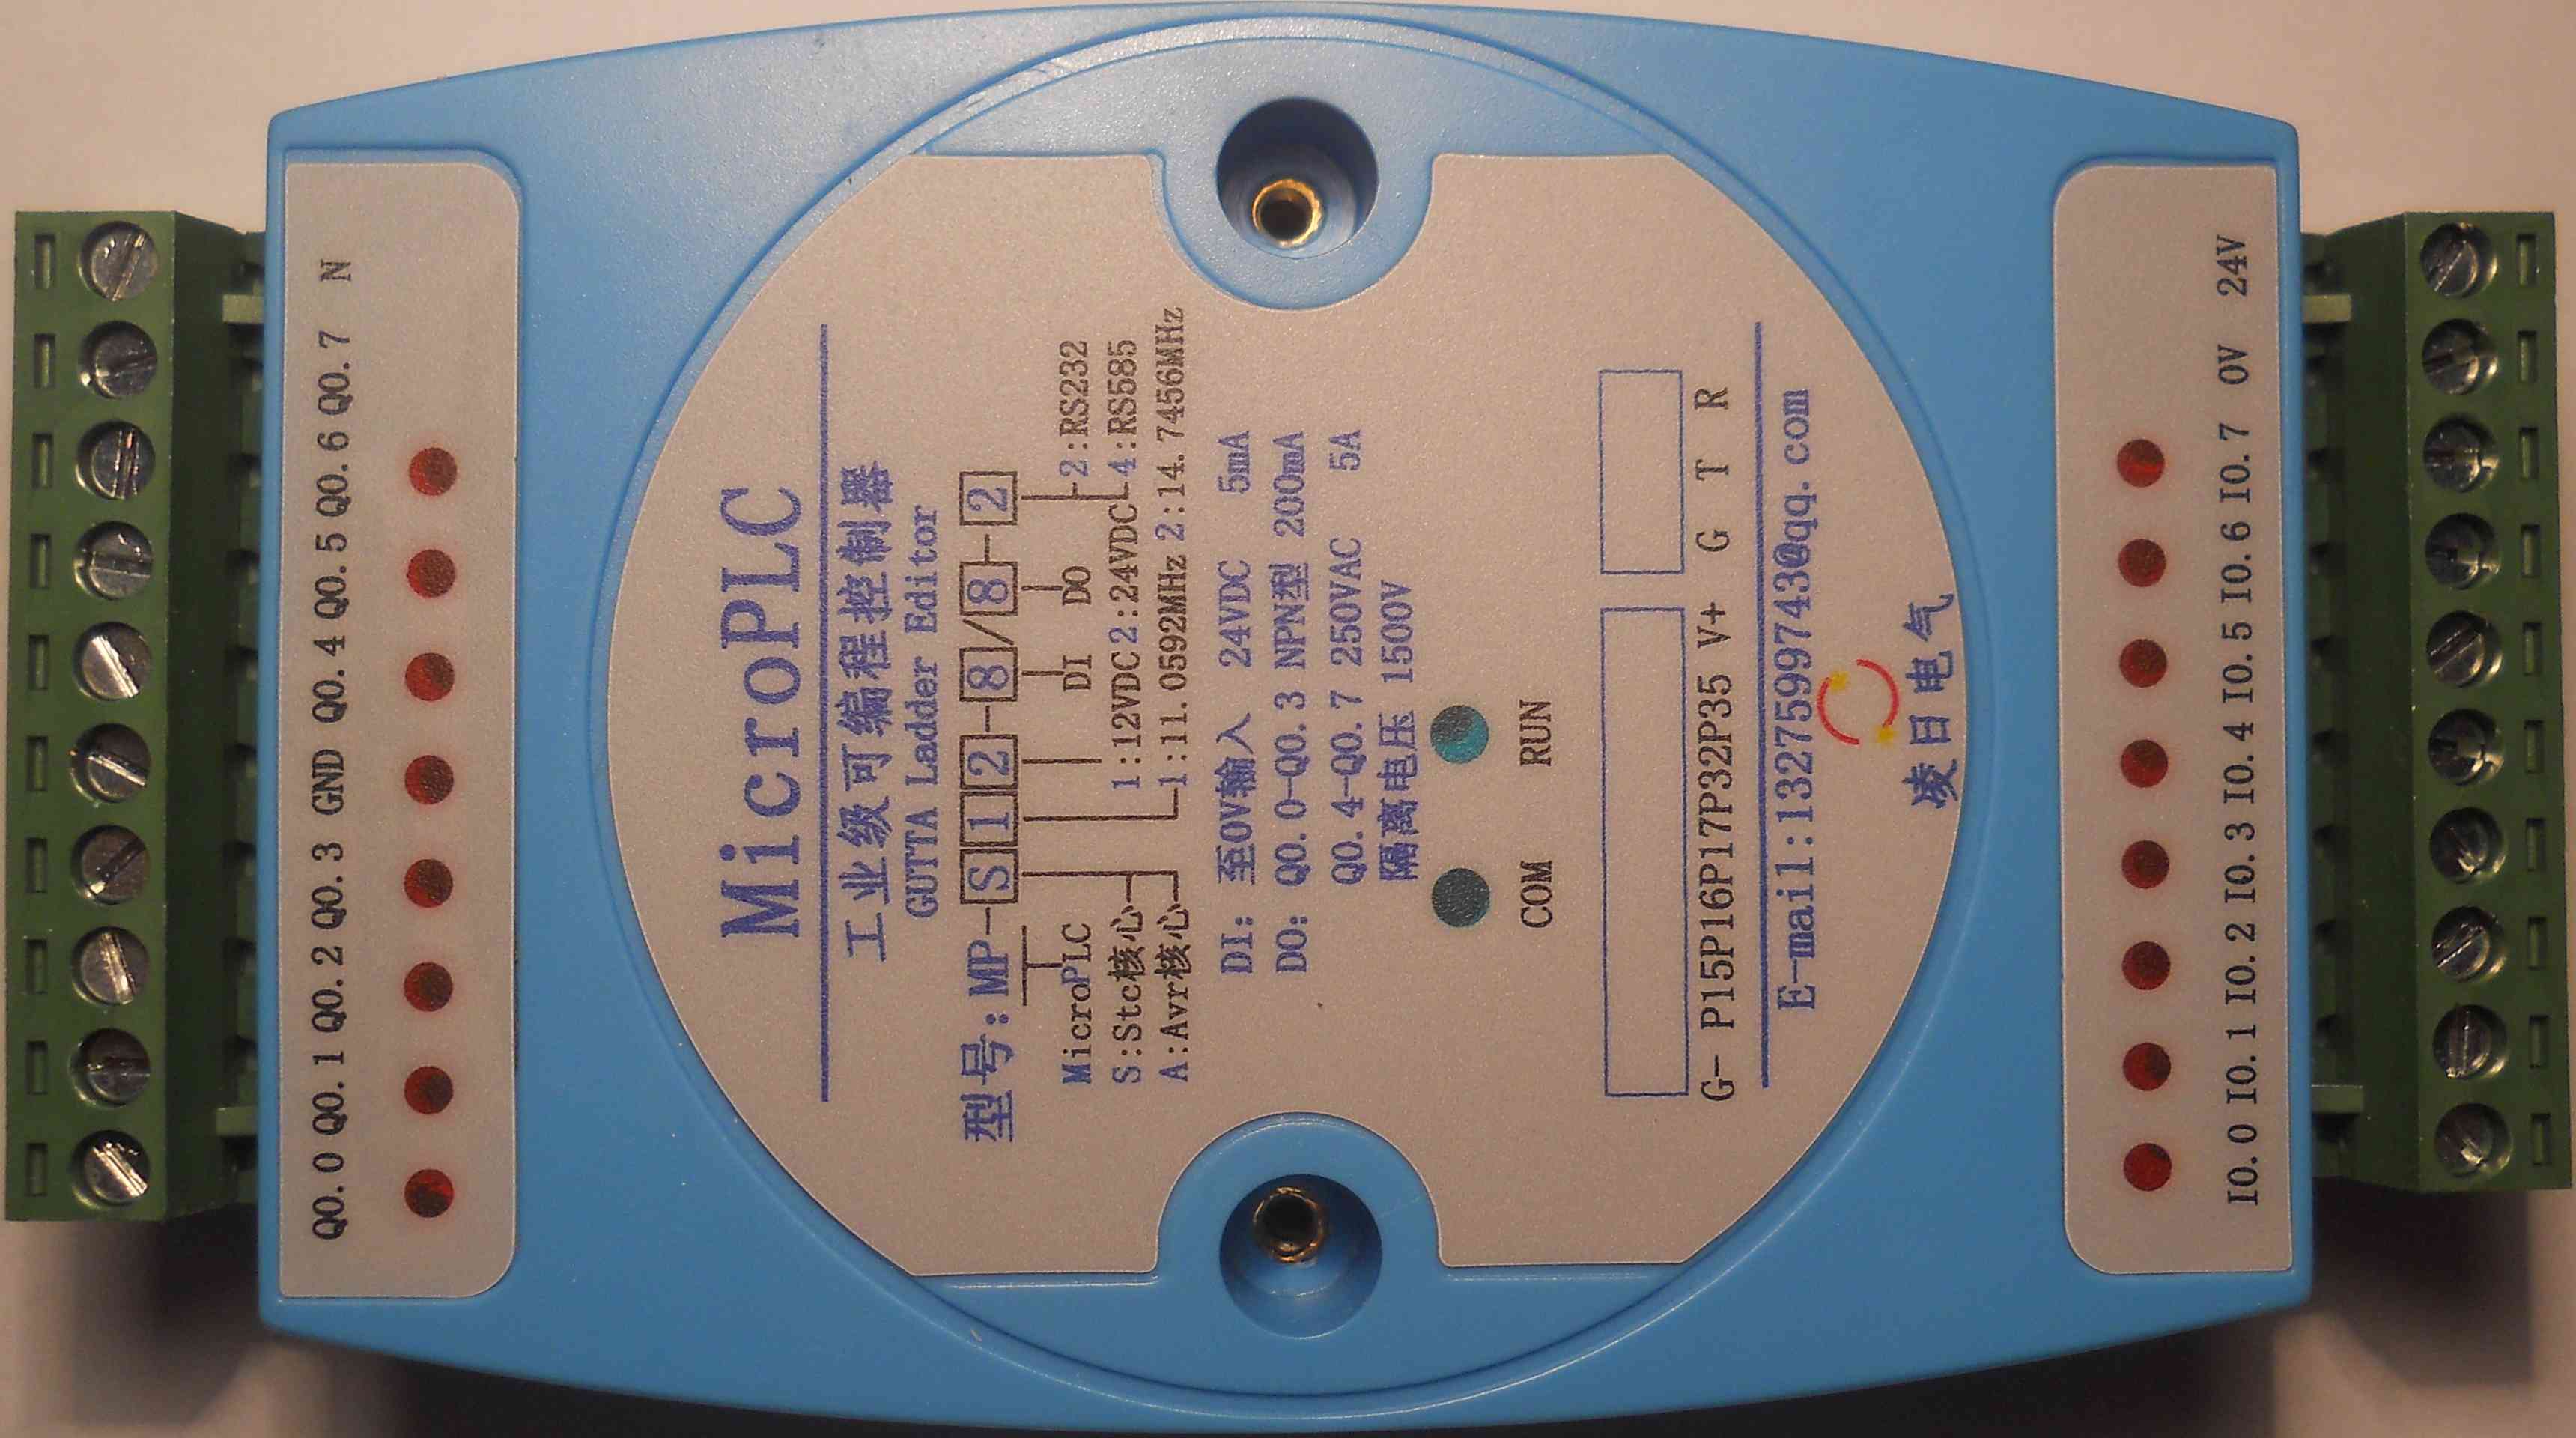 Q0.0 Q0.1 Q0.2 Q0.3 GND Q0.4 Q0.5 Q0.6 Q0.7 N
MicroPLC
工业级可编程控制器
GUTTA Ladder Editor
型号:MP-S12-8/8-2
MicroPLC DI DO 2:RS232
S:Stc核心 1:12VDC 2:24VDC 4:RS585
A:Avr核心 1:11.0592MHz 2:14.7456MHz
DI: 至0V输入 24VDC 5mA
DO: Q0.0-Q0.3 NPN型 200mA
Q0.4-Q0.7 250VAC 5A
隔离电压 1500V
COM RUN
G- P15P16P17P32P35 V+ G T R
E-mail:1327599743@qq.com
凌日电气
I0.0 I0.1 I0.2 I0.3 I0.4 I0.5 I0.6 I0.7 0V 24V